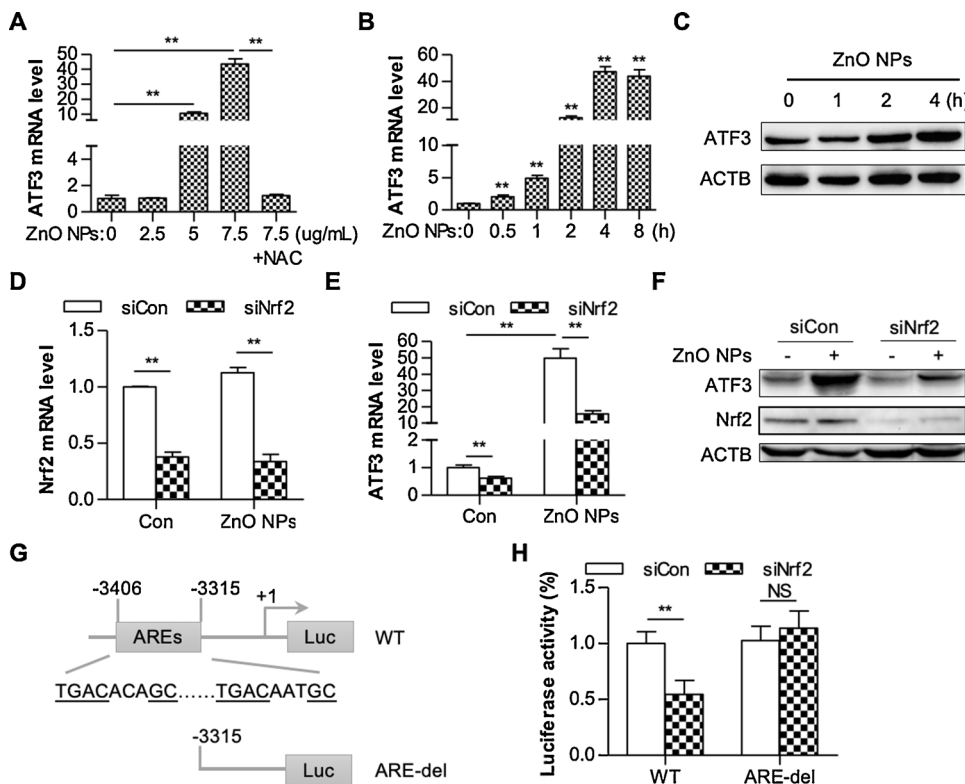 A
ATF3 mRNA level
50
40
30
20
10
4
2
0
**
**
**
ZnO NPs:0 2.5 5 7.5 7.5 (ug/mL)
+NAC
B
ATF3 mRNA level
60
40
20
10
5
0
**
**
**
**
**
ZnO NPs:0 0.5 1 2 4 8 (h)
C
ZnO NPs
0 1 2 4 (h)
ATF3
ACTB
D
siCon siNrf2
Nrf2 mRNA level
1.5
1.0
0.5
0.0
**
**
Con ZnO NPs
E
siCon siNrf2
ATF3 mRNA level
70
60
50
40
30
20
10
2
1
0
**
**
**
Con ZnO NPs
F
siCon siNrf2
ZnO NPs - + - +
ATF3
Nrf2
ACTB
G
-3406 -3315
+1
AREs Luc WT
TGACACAGC......TGACAATGC
-3315
Luc ARE-del
H
siCon siNrf2
Luciferase activity (%)
1.5
1.0
0.5
0.0
**
NS
WT ARE-del